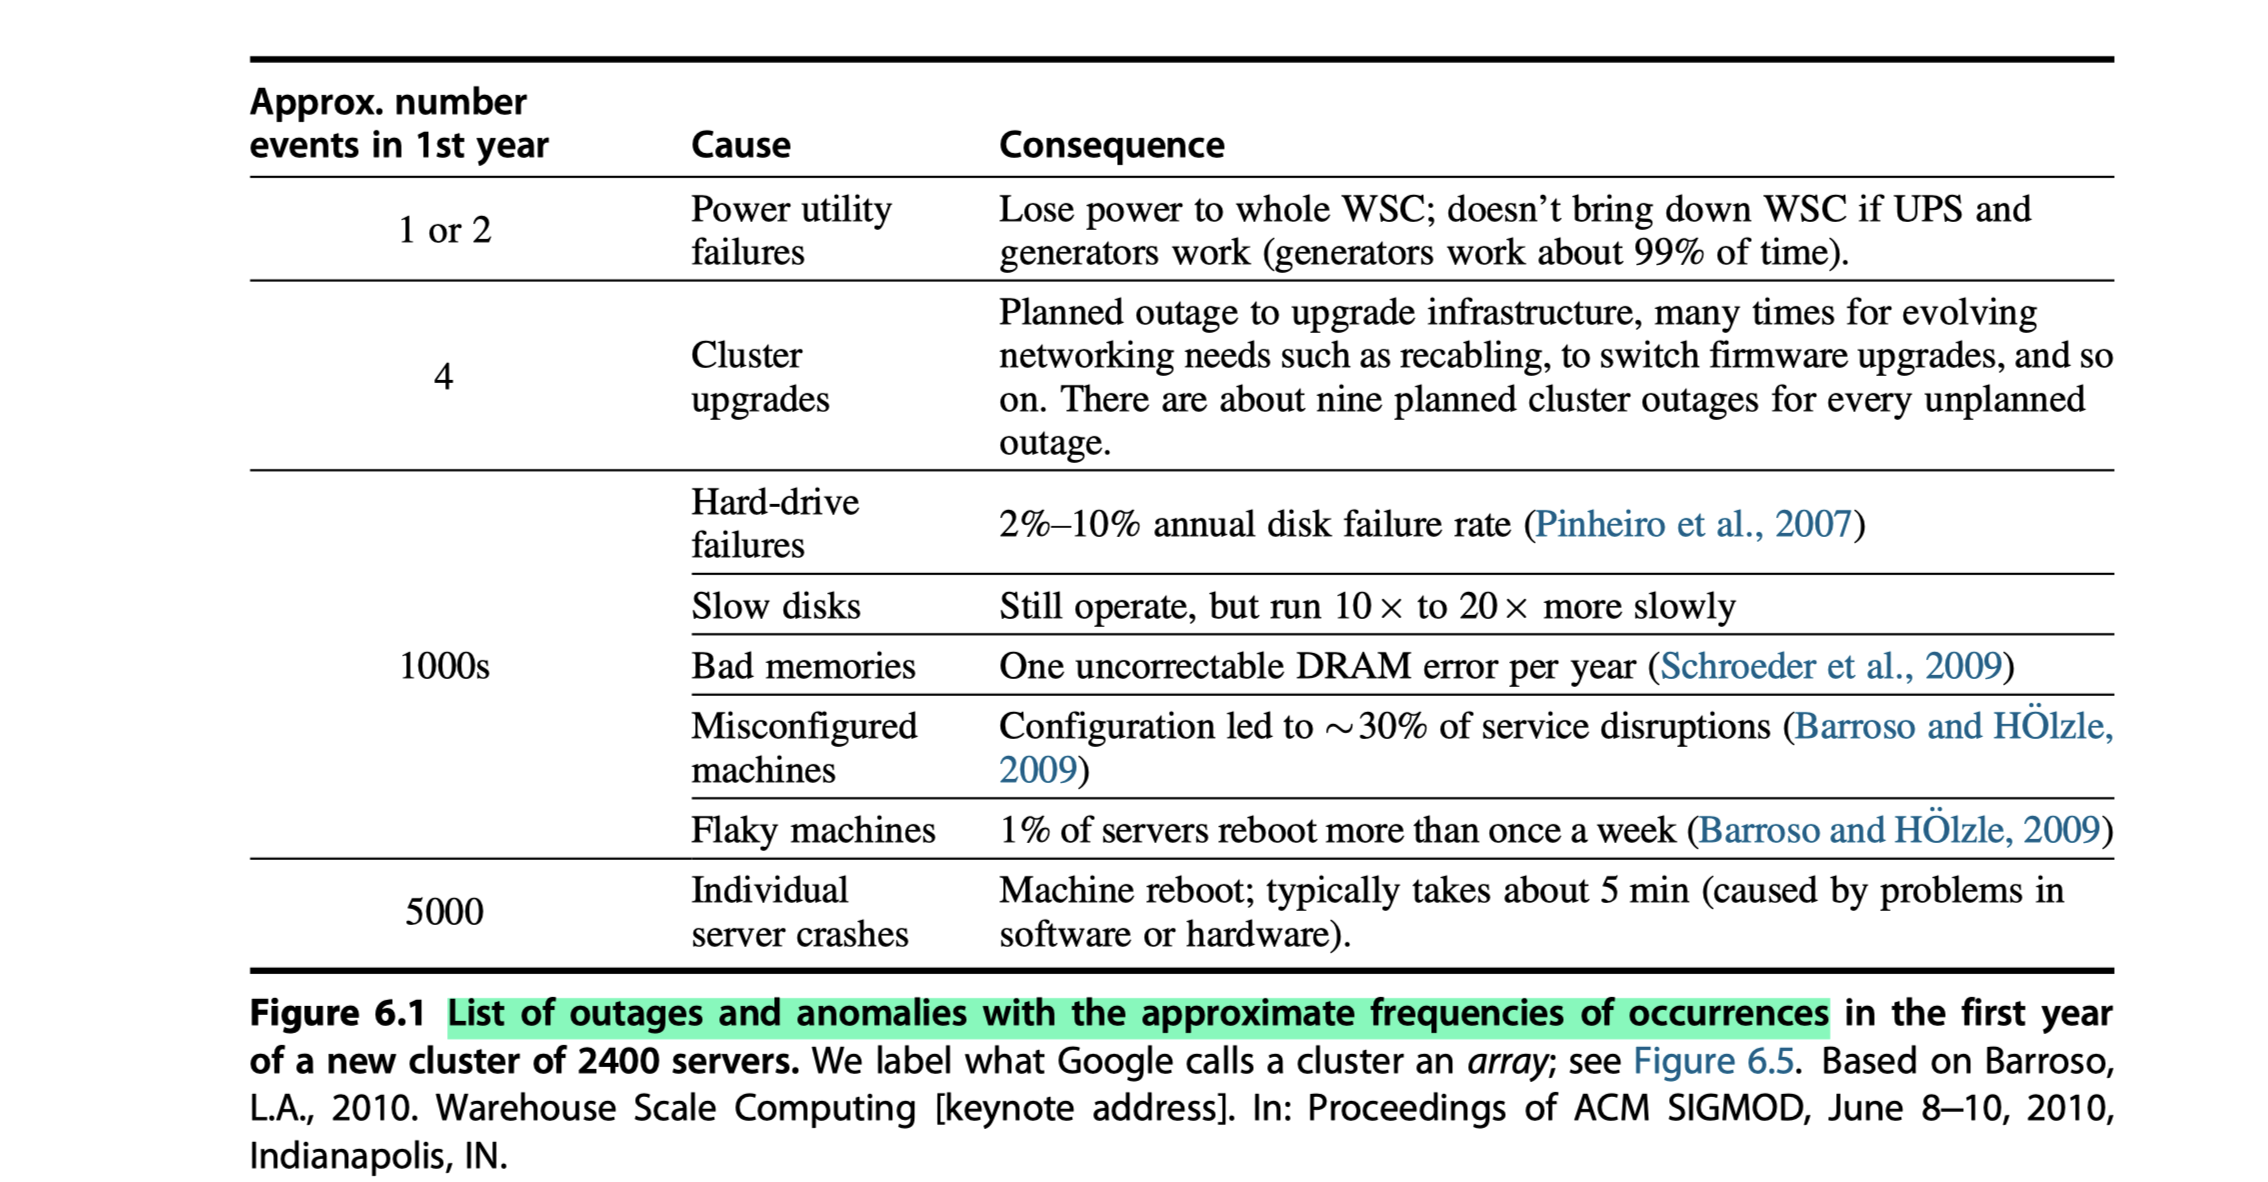 Approx. number
events in 1st year Cause Consequence
1 or 2 Power utility failures Lose power to whole WSC; doesn’t bring down WSC if UPS and
generators work (generators work about 99% of time).
4 Cluster upgrades Planned outage to upgrade infrastructure, many times for evolving
networking needs such as recabling, to switch firmware upgrades, and so
on. There are about nine planned cluster outages for every unplanned
outage.
1000s Hard-drive failures 2%–10% annual disk failure rate (Pinheiro et al., 2007)
Slow disks Still operate, but run 10× to 20× more slowly
Bad memories One uncorrectable DRAM error per year (Schroeder et al., 2009)
Misconfigured machines Configuration led to ~30% of service disruptions (Barroso and HÖlzle,
2009)
Flaky machines 1% of servers reboot more than once a week (Barroso and HÖlzle, 2009)
5000 Individual server crashes Machine reboot; typically takes about 5 min (caused by problems in
software or hardware).
Figure 6.1 List of outages and anomalies with the approximate frequencies of occurrences in the first year
of a new cluster of 2400 servers. We label what Google calls a cluster an array; see Figure 6.5. Based on Barroso,
L.A., 2010. Warehouse Scale Computing [keynote address]. In: Proceedings of ACM SIGMOD, June 8–10, 2010,
Indianapolis, IN.